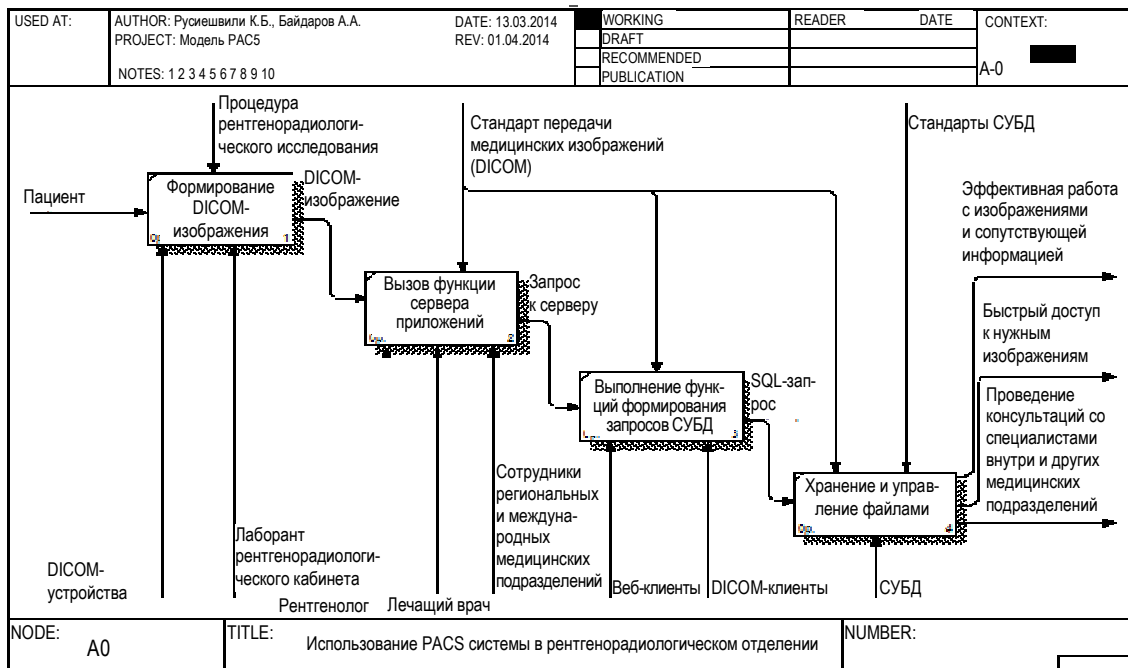 USED AT:
AUTHOR: Русиешвили К.Б., Байдаров А.А.
PROJECT: Модель PAC5
NOTES: 1 2 3 4 5 6 7 8 9 10
DATE: 13.03.2014
REV: 01.04.2014
WORKING
DRAFT
RECOMMENDED
PUBLICATION
READER
DATE
CONTEXT:
A-0
Процедура
рентгенорадиологи-
ческого исследования
Стандарт передачи
медицинских изображений
(DICOM)
Стандарты СУБД
Пациент
Формирование
DICOM-
изображения
1
DICOM-
изображение
Эффективная работа
с изображениями
и сопутствующей
информацией
Вызов функции
сервера
приложений
2
Запрос
к серверу
Быстрый доступ
к нужным
изображениям
Выполнение функ-
ций формирования
запросов СУБД
3
SQL-зап-
рос
Проведение
консультаций со
специалистами
внутри и других
медицинских
подразделений
Хранение и управ-
ление файлами
4
Сотрудники
региональных
и междуна-
родных
медицинских
подразделений
Лаборант
рентгенорадиологи-
ческого кабинета
DICOM-
устройства
Рентгенолог
Лечащий врач
Веб-клиенты
DICOM-клиенты
СУБД
NODE:
A0
TITLE:
Использование PACS системы в рентгенорадиологическом отделении
NUMBER: